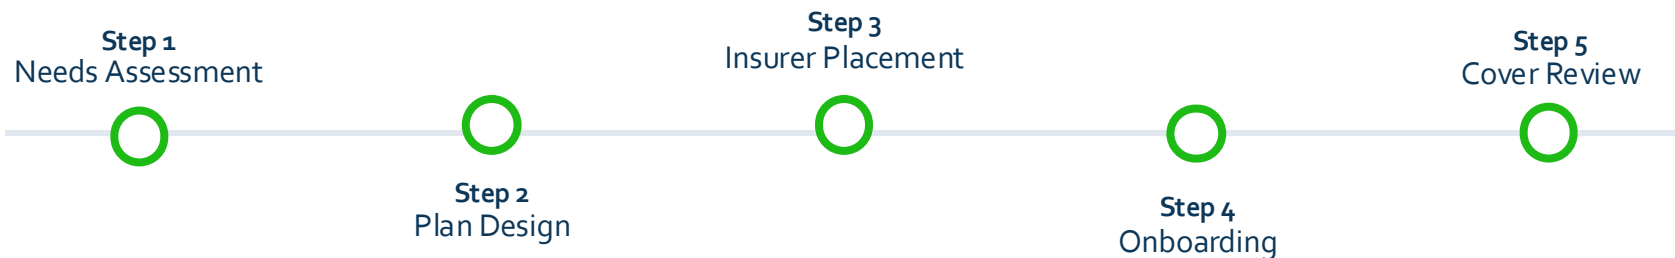 Step 1
Needs Assessment
Step 2
Plan Design
Step 3
Insurer Placement
Step 4
Onboarding
Step 5
Cover Review